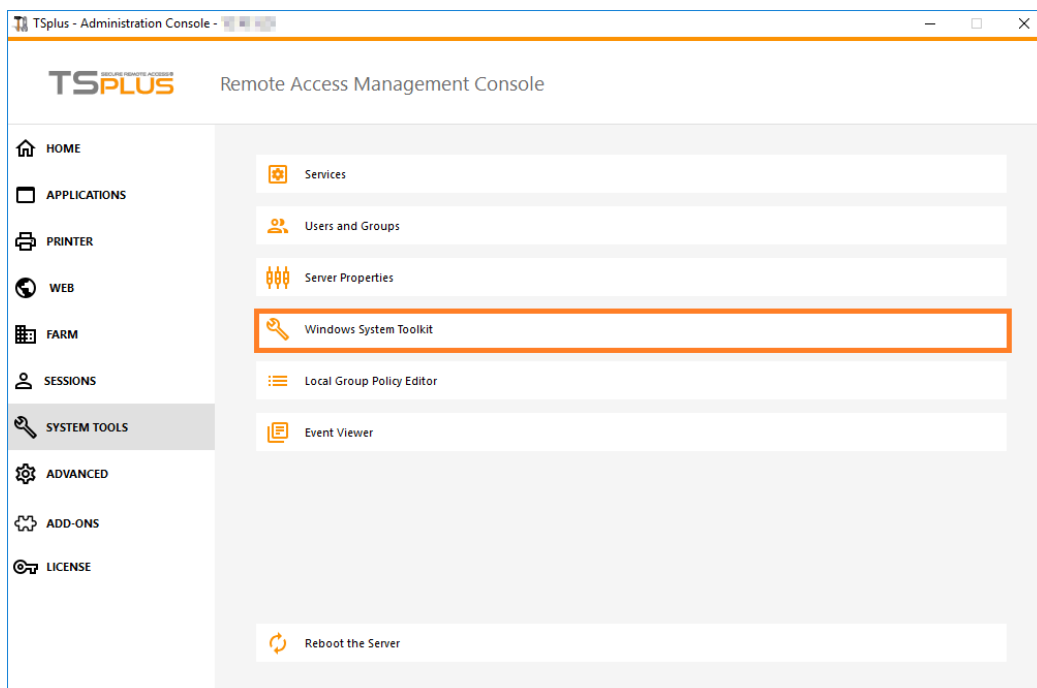 TSplus - Administration Console -
TSPLUS SECURE REMOTE ACCESS
Remote Access Management Console
HOME
APPLICATIONS
PRINTER
WEB
FARM
SESSIONS
SYSTEM TOOLS
ADVANCED
ADD-ONS
LICENSE
Services
Users and Groups
Server Properties
Windows System Toolkit
Local Group Policy Editor
Event Viewer
Reboot the Server